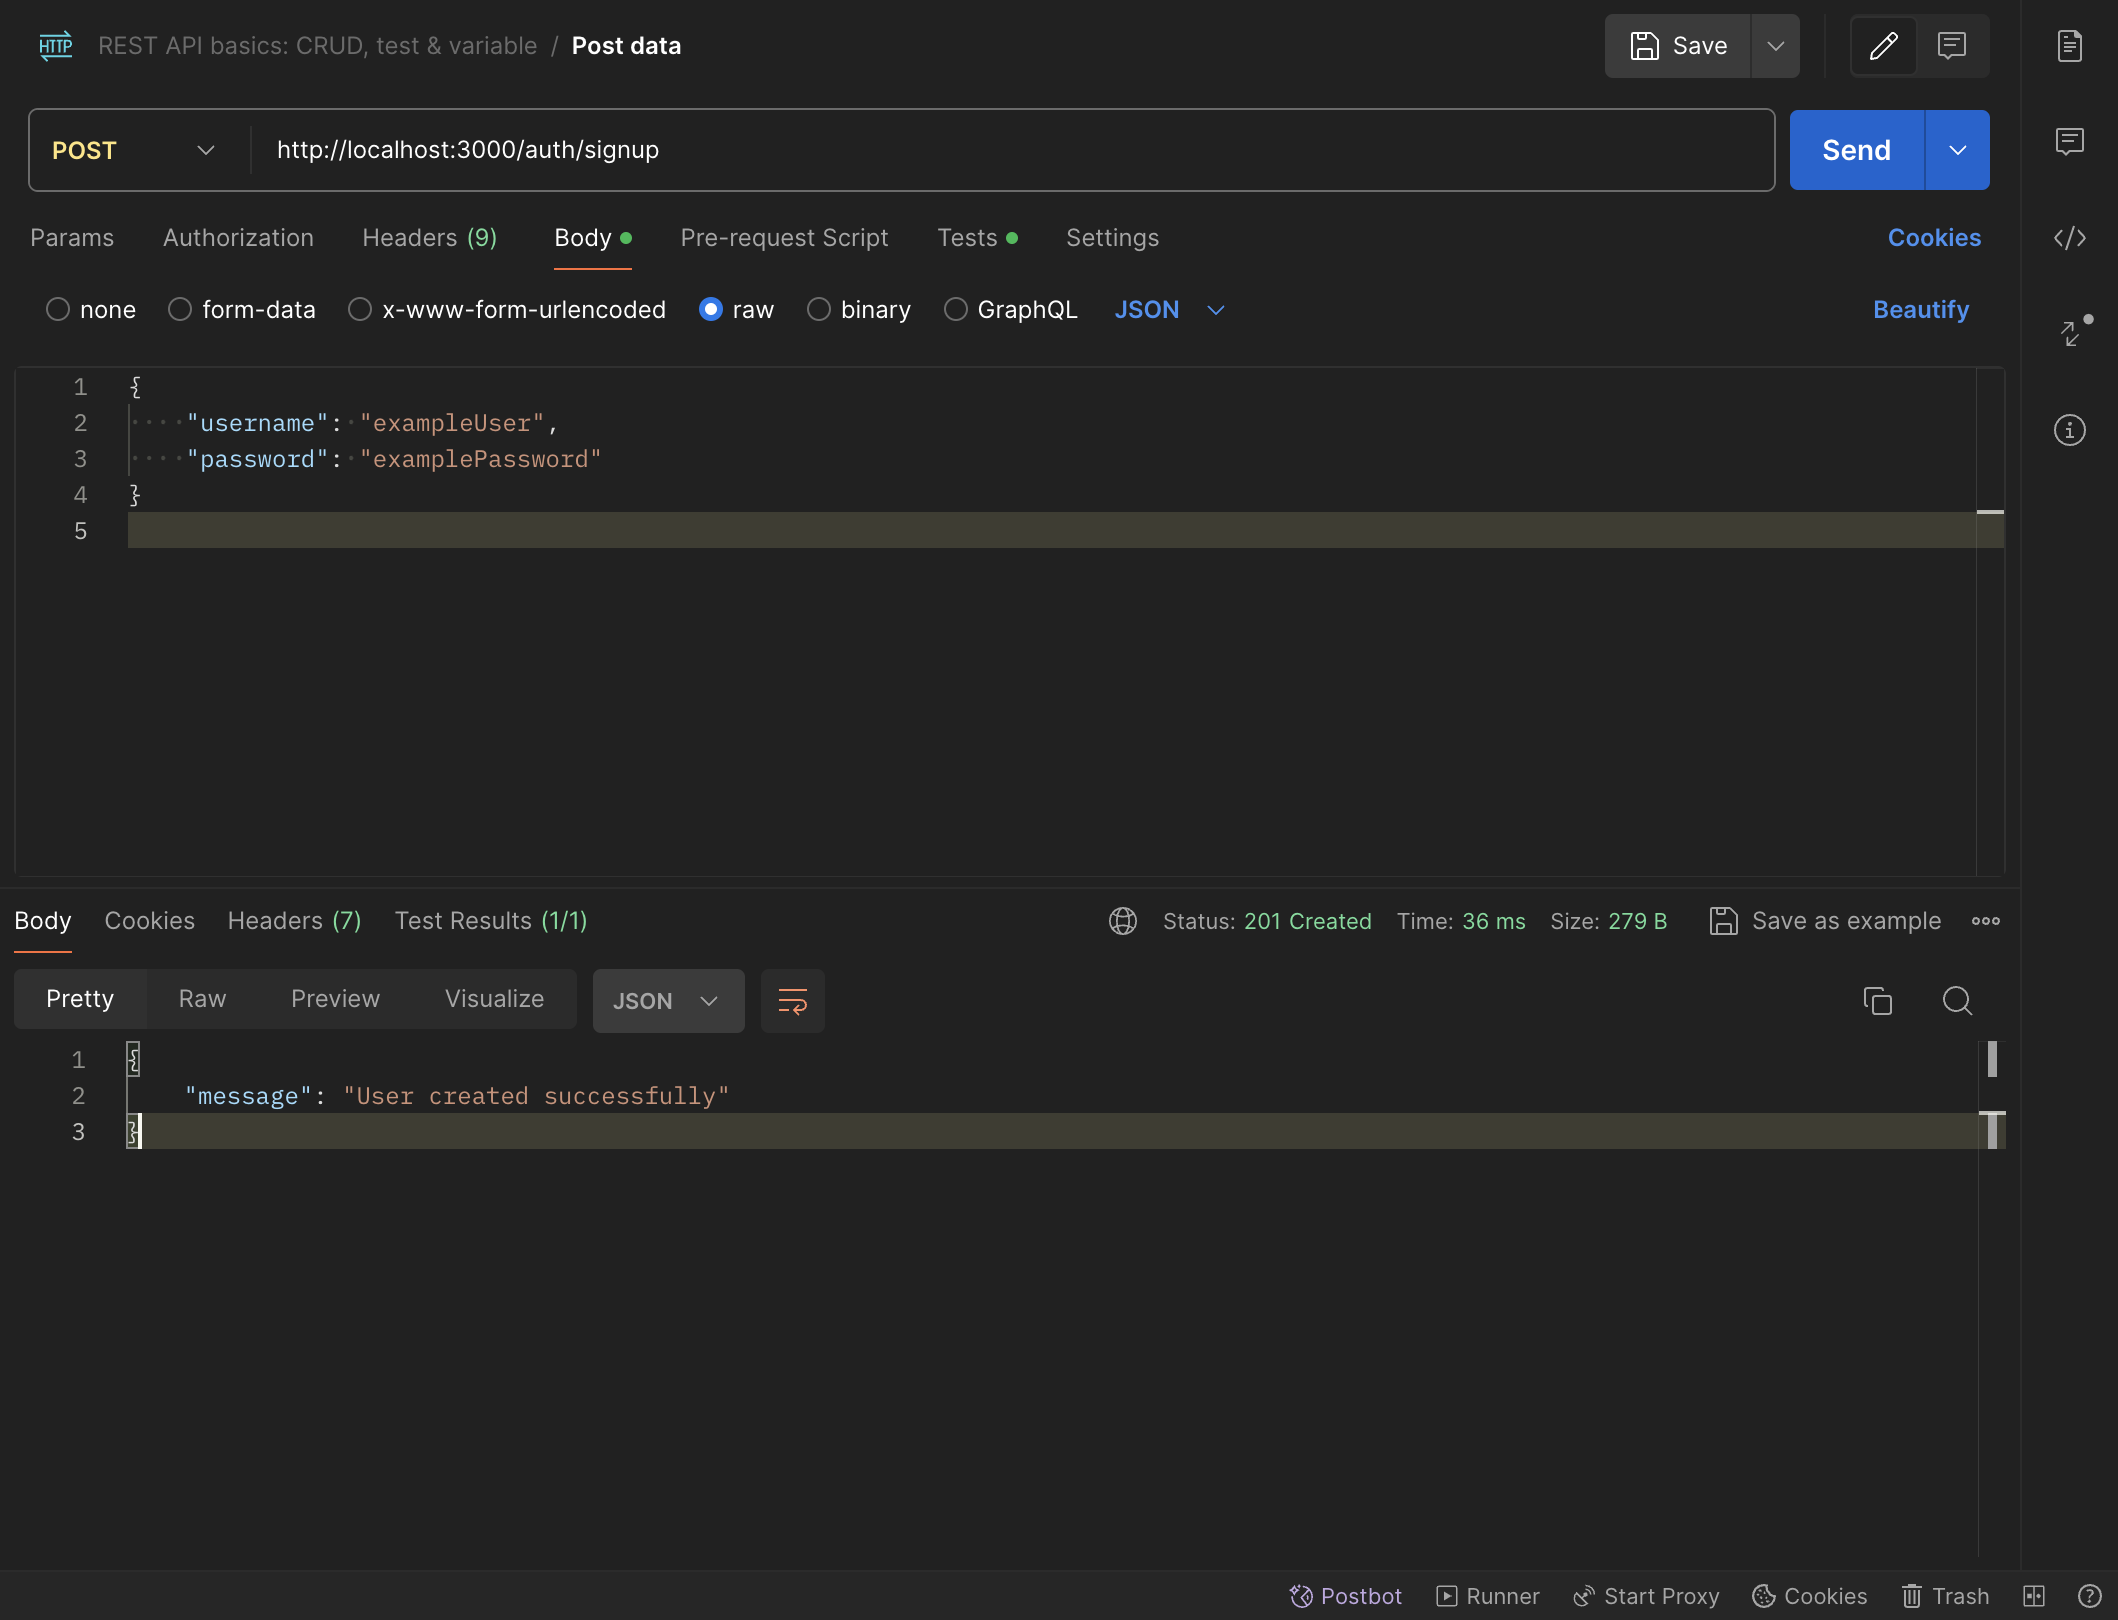 HTTP REST API basics: CRUD, test & variable / Post data Save
POST http://localhost:3000/auth/signup Send
Params Authorization Headers (9) Body Pre-request Script Tests Settings Cookies
none form-data x-www-form-urlencoded raw binary GraphQL JSON Beautify
1 {
2 "username": "exampleUser",
3 "password": "examplePassword"
4 }
5
Body Cookies Headers (7) Test Results (1/1) Status: 201 Created Time: 36 ms Size: 279 B Save as example
Pretty Raw Preview Visualize JSON
1 {
2 "message": "User created successfully"
3 }
Postbot Runner Start Proxy Cookies Trash